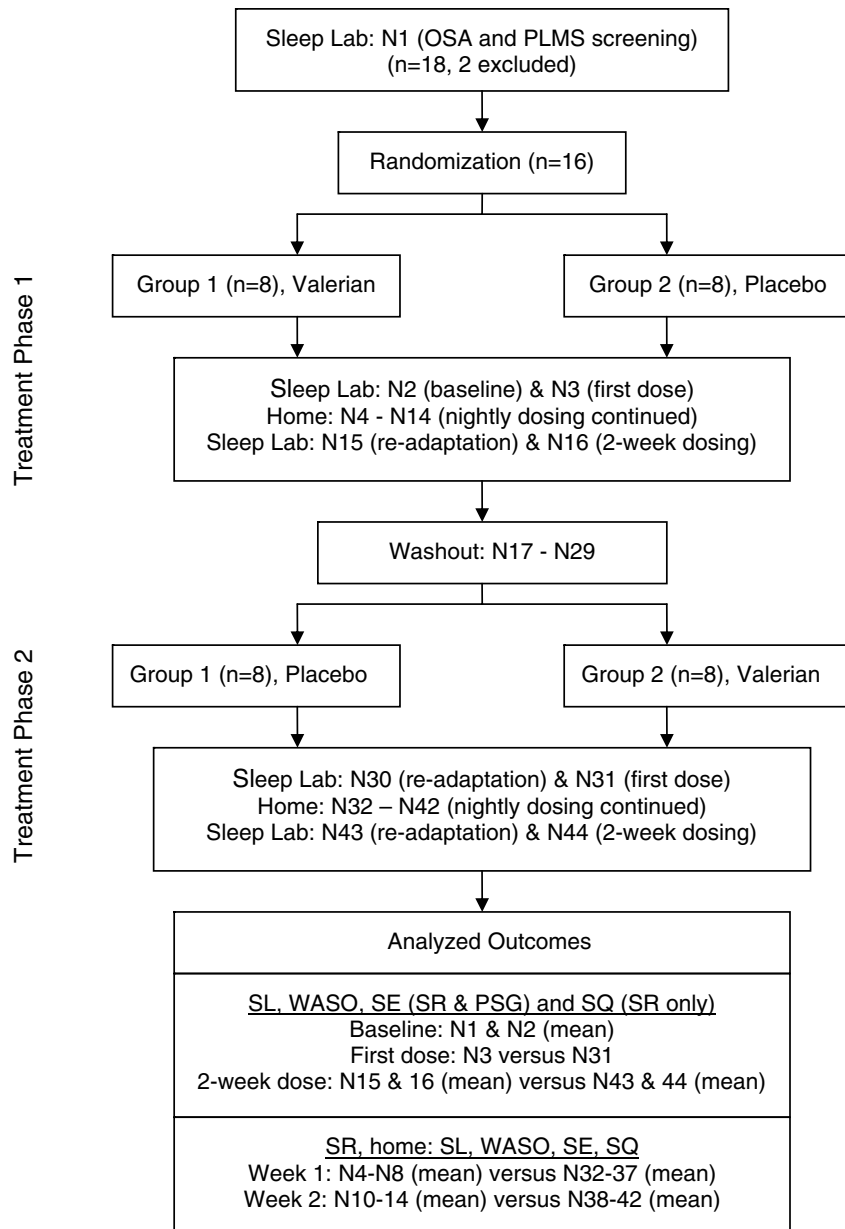 Sleep Lab: N1 (OSA and PLMS screening)
(n=18, 2 excluded)
Randomization (n=16)
Treatment Phase 1
Group 1 (n=8), Valerian
Group 2 (n=8), Placebo
Sleep Lab: N2 (baseline) & N3 (first dose)
Home: N4 - N14 (nightly dosing continued)
Sleep Lab: N15 (re-adaptation) & N16 (2-week dosing)
Washout: N17 - N29
Treatment Phase 2
Group 1 (n=8), Placebo
Group 2 (n=8), Valerian
Sleep Lab: N30 (re-adaptation) & N31 (first dose)
Home: N32 – N42 (nightly dosing continued)
Sleep Lab: N43 (re-adaptation) & N44 (2-week dosing)
Analyzed Outcomes
SL, WASO, SE (SR & PSG) and SQ (SR only)
Baseline: N1 & N2 (mean)
First dose: N3 versus N31
2-week dose: N15 & 16 (mean) versus N43 & 44 (mean)
SR, home: SL, WASO, SE, SQ
Week 1: N4-N8 (mean) versus N32-37 (mean)
Week 2: N10-14 (mean) versus N38-42 (mean)